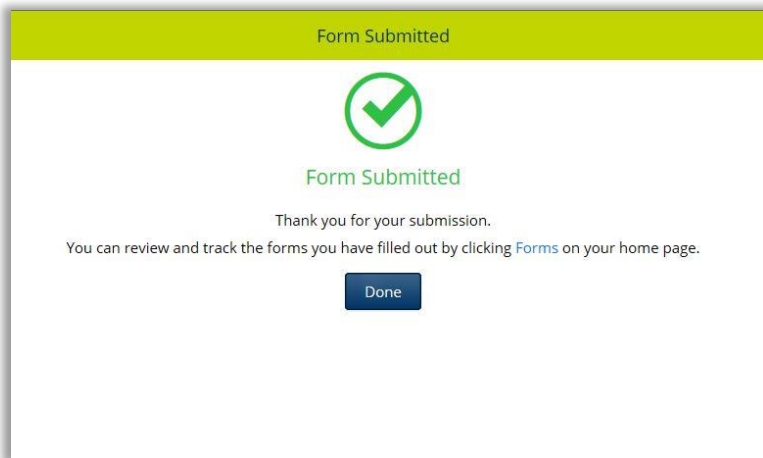 Form Submitted
Form Submitted
Thank you for your submission.
You can review and track the forms you have filled out by clicking Forms on your home page.
Done